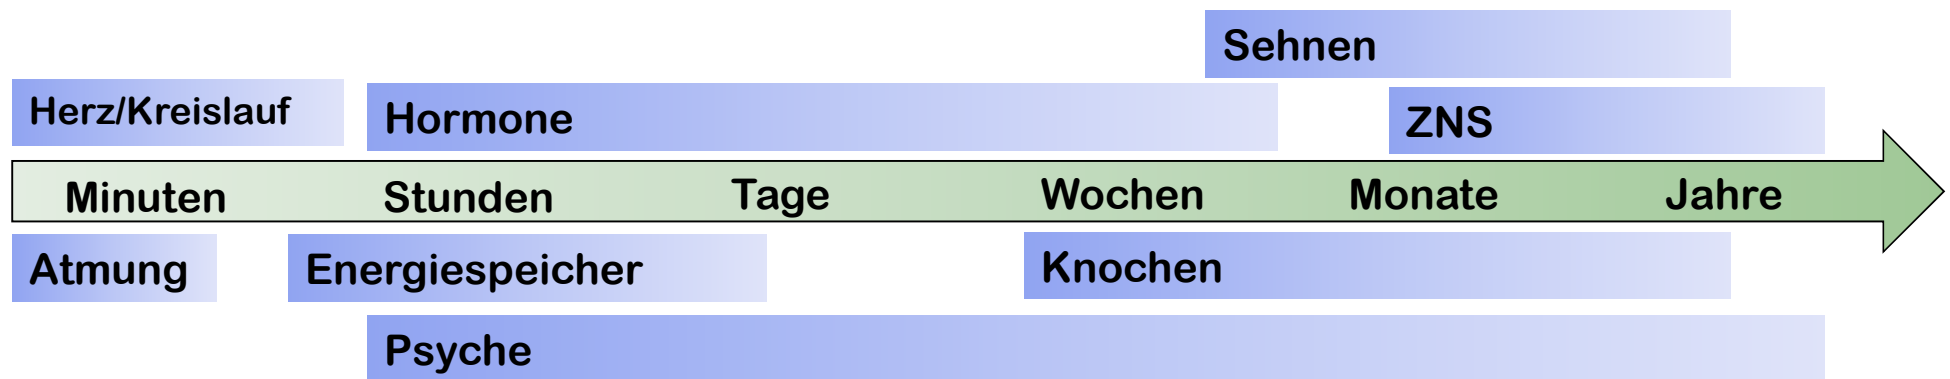 Sehnen
Herz/Kreislauf Hormone ZNS
Minuten Stunden Tage Wochen Monate Jahre
Atmung Energiespeicher Knochen
Psyche